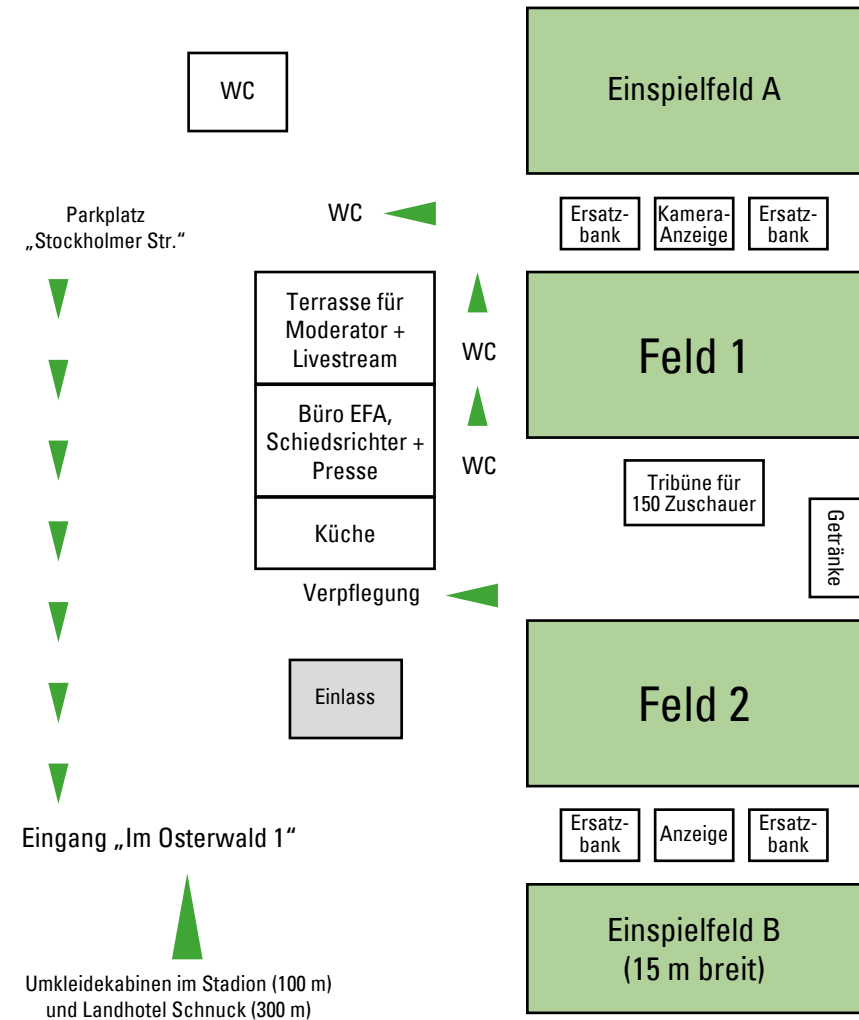 WC
Einspielfeld A
Parkplatz
„Stockholmer Str.“
WC
Ersatz-
bank
Kamera-
Anzeige
Ersatz-
bank
Terrasse für
Moderator +
Livestream
WC
Feld 1
Büro EFA,
Schiedsrichter +
Presse
WC
Tribüne für
150 Zuschauer
Getränke
Küche
Verpflegung
Einlass
Feld 2
Eingang „Im Osterwald 1“
Ersatz-
bank
Anzeige
Ersatz-
bank
Einspielfeld B
(15 m breit)
Umkleidekabinen im Stadion (100 m)
und Landhotel Schnuck (300 m)